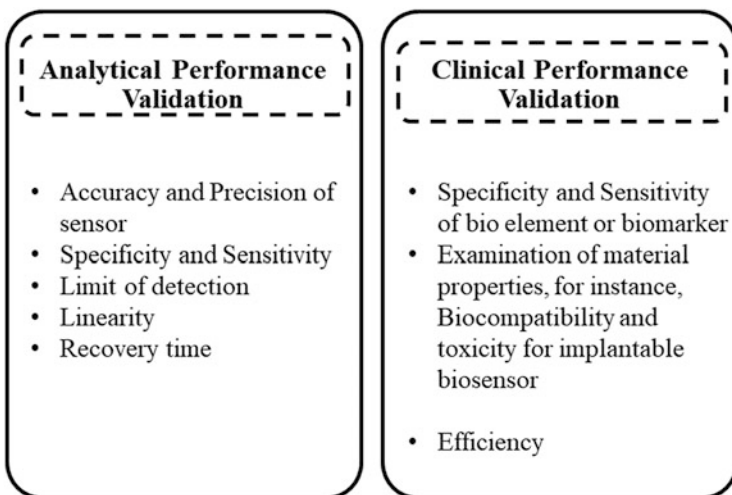 Analytical Performance
Validation
• Accuracy and Precision of
sensor
• Specificity and Sensitivity
• Limit of detection
• Linearity
• Recovery time
Clinical Performance
Validation
• Specificity and Sensitivity
of bio element or biomarker
• Examination of material
properties, for instance,
Biocompatibility and
toxicity for implantable
biosensor
• Efficiency